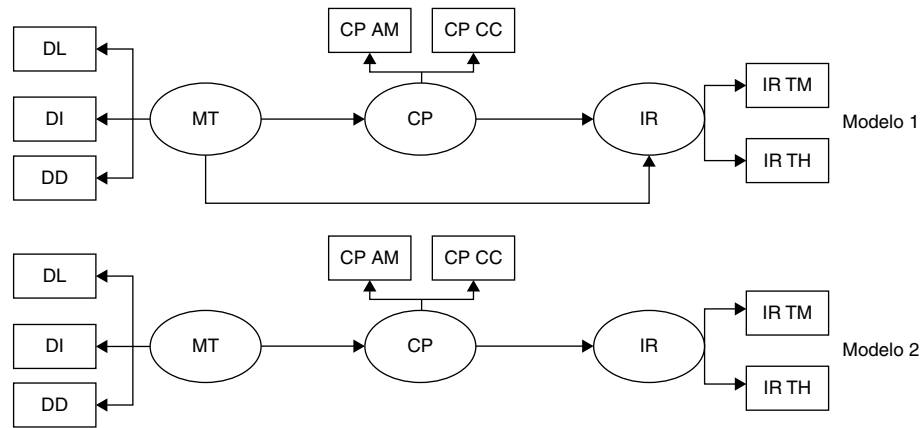 CP AM
CP CC
DL
IR TM
MT
CP
IR
DI
Modelo 1
IR TH
DD
CP AM
CP CC
DL
IR TM
MT
CP
IR
DI
Modelo 2
IR TH
DD